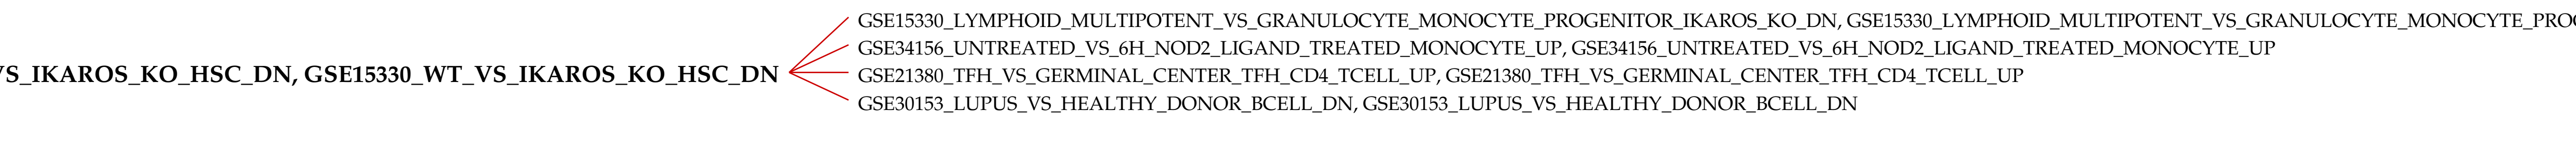 VS_IKAROS_KO_HSC_DN, GSE15330_WT_VS_IKAROS_KO_HSC_DN
GSE15330_LYMPHOID_MULTIPOTENT_VS_GRANULOCYTE_MONOCYTE_PROGENITOR_IKAROS_KO_DN, GSE15330_LYMPHOID_MULTIPOTENT_VS_GRANULOCYTE_MONOCYTE_PRO
GSE34156_UNTREATED_VS_6H_NOD2_LIGAND_TREATED_MONOCYTE_UP, GSE34156_UNTREATED_VS_6H_NOD2_LIGAND_TREATED_MONOCYTE_UP
GSE21380_TFH_VS_GERMINAL_CENTER_TFH_CD4_TCELL_UP, GSE21380_TFH_VS_GERMINAL_CENTER_TFH_CD4_TCELL_UP
GSE30153_LUPUS_VS_HEALTHY_DONOR_BCELL_DN, GSE30153_LUPUS_VS_HEALTHY_DONOR_BCELL_DN